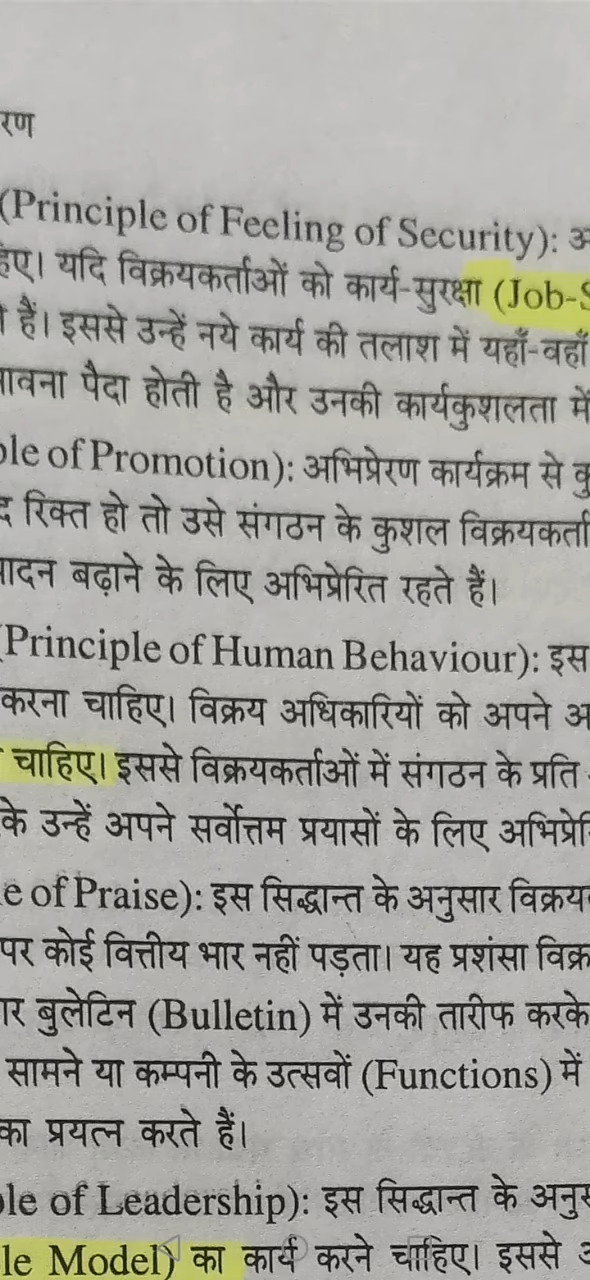 रण
(Principle of Feeling of Security):
यदि विक्रयकर्ताओं को कार्य-सुरक्षा (Job-S
हैं। इससे उन्हें नये कार्य की तलाश में यहाँ-वहाँ
पैदा होती है और उनकी कार्यकुशलता में
of Promotion): अभिप्रेरण कार्यक्रम से
रिक्त हो तो उसे संगठन के कुशल विक्रयकर्ता
बढ़ाने के लिए अभिप्रेरित रहते हैं।
(Principle of Human Behaviour): इस
करना चाहिए। विक्रय अधिकारियों को अपने अ
चाहिए। इससे विक्रयकर्ताओं में संगठन के प्रति
के उन्हें अपने सर्वोत्तम प्रयासों के लिए अभिप्रे
e of Praise): इस सिद्धान्त के अनुसार विक्रय
पर कोई वित्तीय भार नहीं पड़ता। यह प्रशंसा विक्र
बुलेटिन (Bulletin) में उनकी तारीफ करके
सामने या कम्पनी के उत्सवों (Functions) में
का प्रयत्न करते हैं।
le of Leadership): इस सिद्धान्त के अनुस
le Model) का कार्य करने चाहिए। इससे